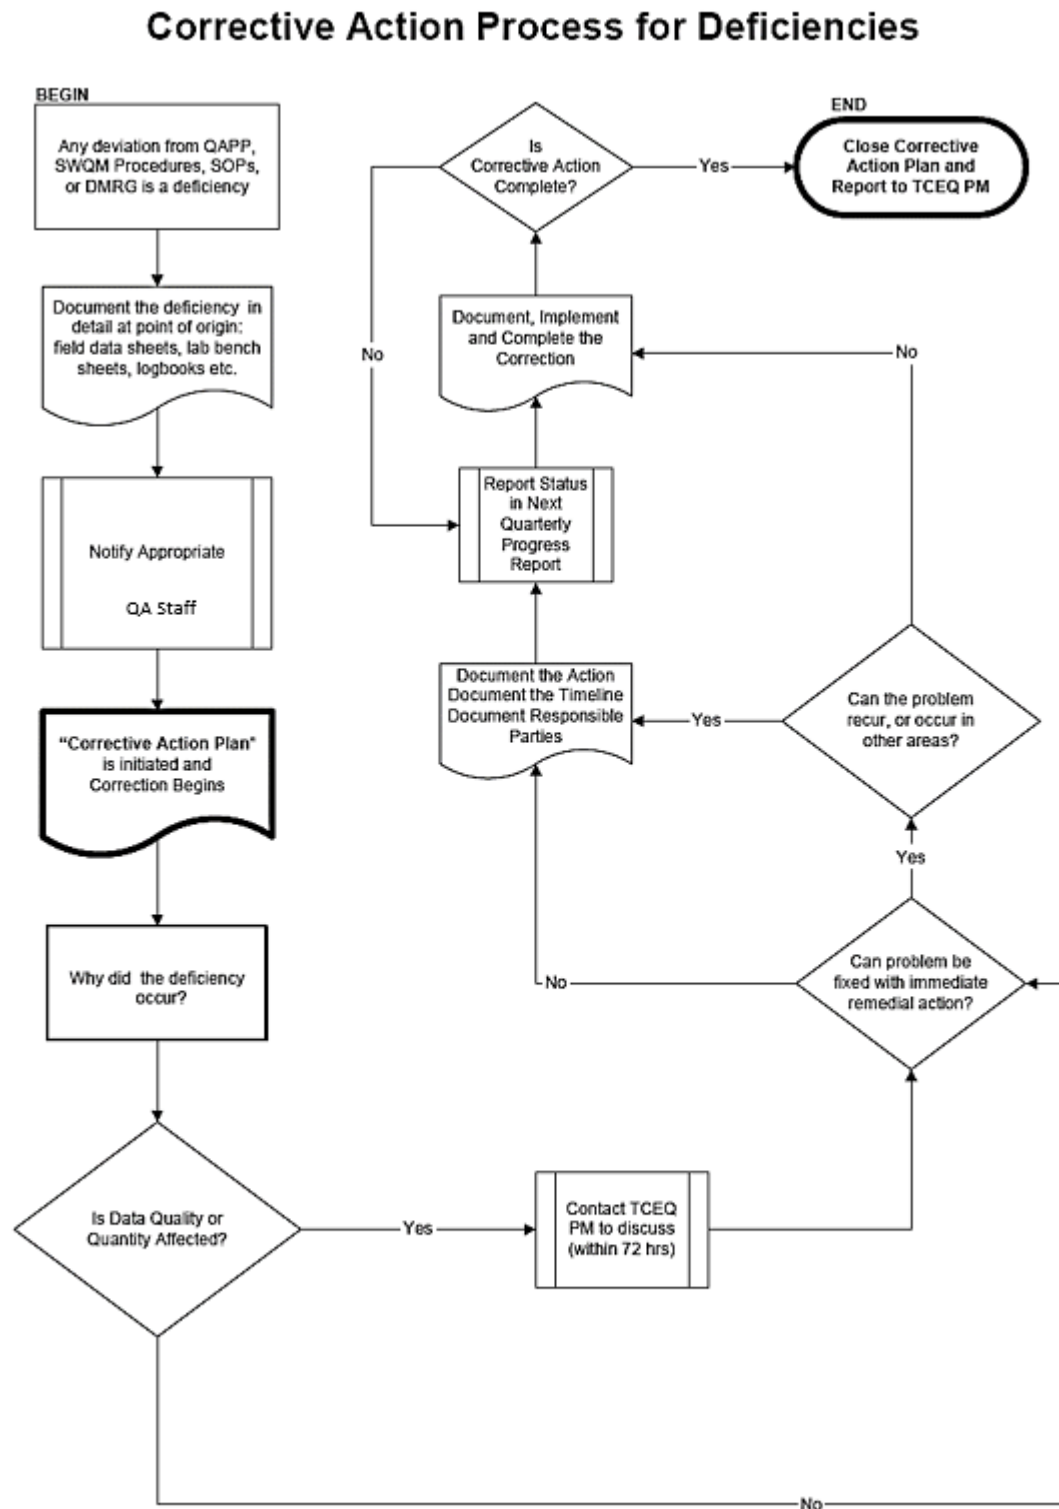 Corrective Action Process for Deficiencies
BEGIN
Any deviation from QAPP,
SWQM Procedures, SOPs,
or DMRG is a deficiency
Document the deficiency in
detail at point of origin:
field data sheets, lab bench
sheets, logbooks etc.
Notify Appropriate
QA Staff
“Corrective Action Plan”
is initiated and
Correction Begins
Why did the deficiency
occur?
Is Data Quality or
Quantity Affected?
Yes
No
Contact TCEQ
PM to discuss
(within 72 hrs)
Can problem be
fixed with immediate
remedial action?
No
Yes
Can the problem
recur, or occur in
other areas?
Yes
No
Document the Action
Document the Timeline
Document Responsible
Parties
Report Status
in Next
Quarterly
Progress
Report
Document, Implement
and Complete the
Correction
Is
Corrective Action
Complete?
No
Yes
END
Close Corrective
Action Plan and
Report to TCEQ PM